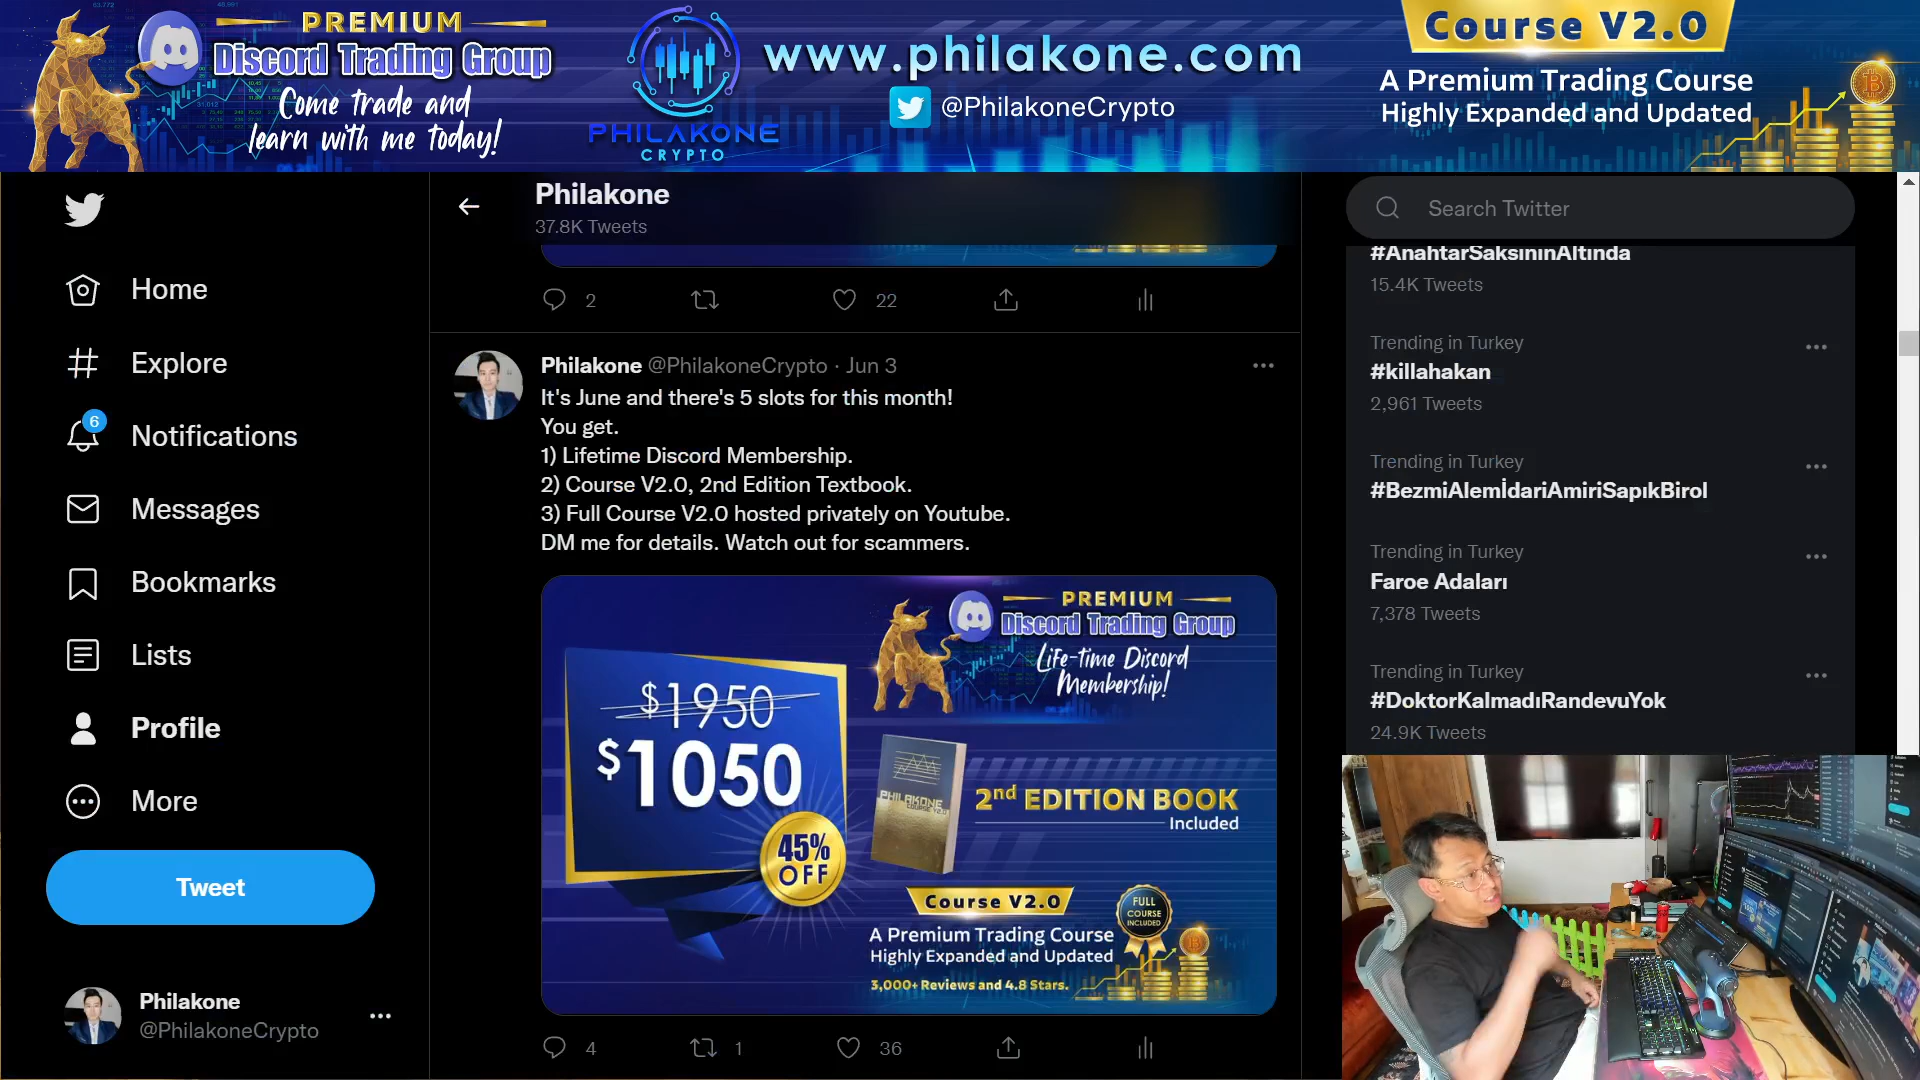 PREMIUM
Discord Trading Group
Come trade and
learn with me today!
PHILAKONE
CRYPTO
www.philakone.com
@PhilakoneCrypto
Course V2.0
A Premium Trading Course
Highly Expanded and Updated
Philakone
37.8K Tweets
Search Twitter
Home
Explore
6
Notifications
Messages
Bookmarks
Lists
Profile
More
Tweet
Philakone
@PhilakoneCrypto
2
22
Philakone @PhilakoneCrypto · Jun 3
It's June and there's 5 slots for this month!
You get.
1) Lifetime Discord Membership.
2) Course V2.0, 2nd Edition Textbook.
3) Full Course V2.0 hosted privately on Youtube.
DM me for details. Watch out for scammers.
$1950
$1050
45%
OFF
PREMIUM
Discord Trading Group
Life-time Discord
Membership!
PHILAKONE
COURSE V2.0
2nd EDITION BOOK
Included
Course V2.0
FULL
COURSE
INCLUDED
A Premium Trading Course
Highly Expanded and Updated
3,000+ Reviews and 4.8 Stars.
4
1
36
#AnahtarSaksınınAltında
15.4K Tweets
Trending in Turkey
#killahakan
2,961 Tweets
Trending in Turkey
#BezmiAlemİdariAmiriSapıkBirol
Trending in Turkey
Faroe Adaları
7,378 Tweets
Trending in Turkey
#DoktorKalmadıRandevuYok
24.9K Tweets